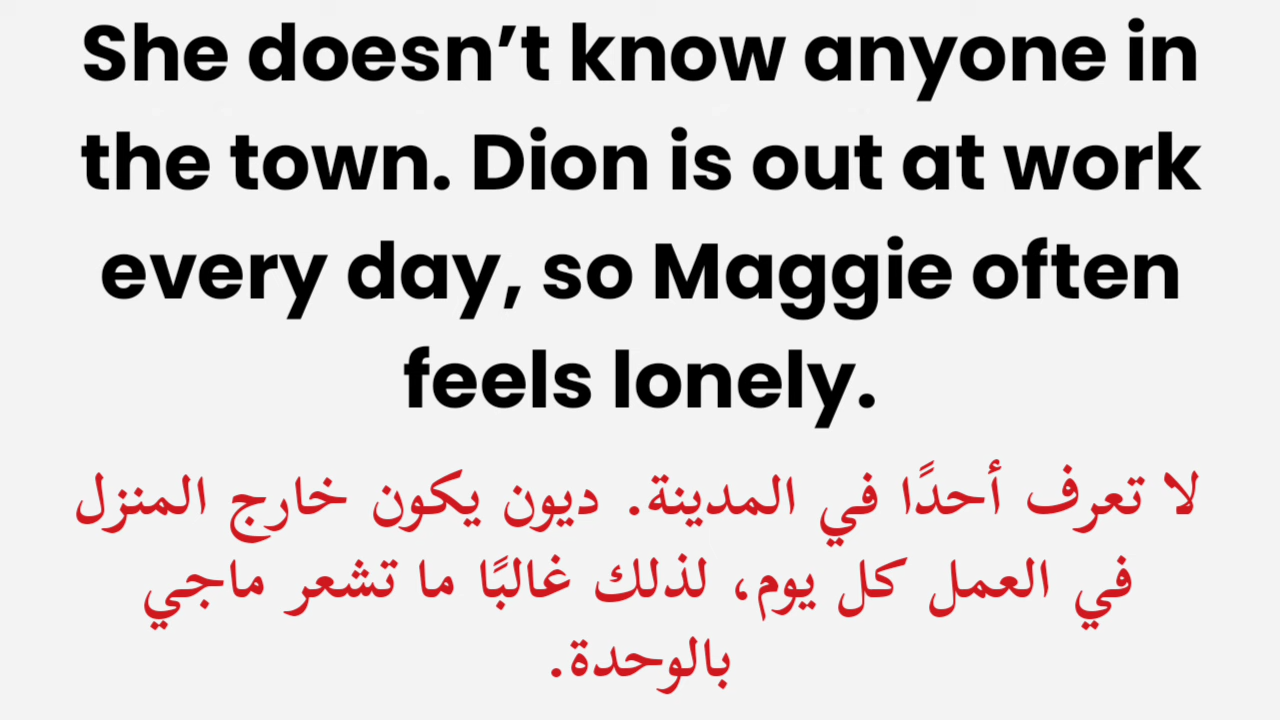 She doesn’t know anyone in
the town. Dion is out at work
every day, so Maggie often
feels lonely.
لا تعرف أحدًا في المدينة. ديون يكون خارج المنزل
في العمل كل يوم، لذلك غالبًا ما تشعر ماجي
بالوحدة.